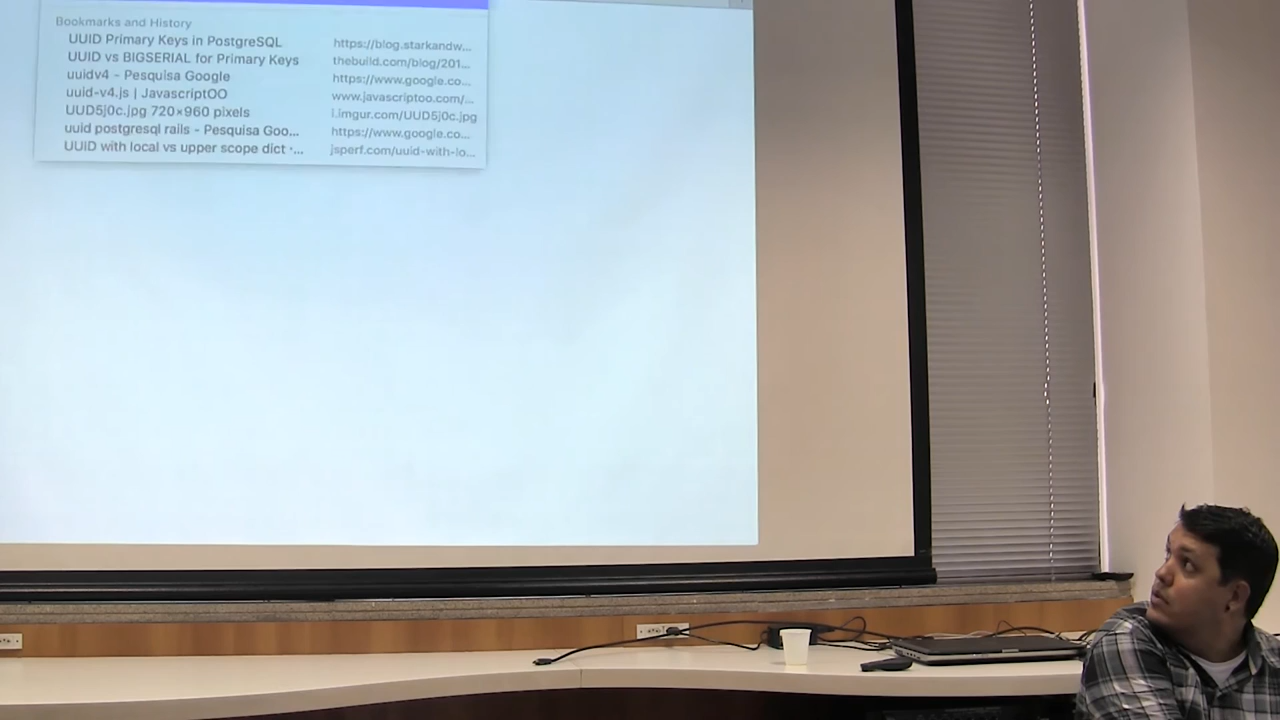 Bookmarks and History
UUID Primary Keys in PostgreSQL https://blog.starkandw...
UUID vs BIGSERIAL for Primary Keys thebuild.com/blog/201...
uuidv4 - Pesquisa Google https://www.google.co...
uuid-v4.js | JavascriptOO www.javascriptoo.com/...
UUD5j0c.jpg 720×960 pixels i.imgur.com/UUD5j0c.jpg
uuid postgresql rails - Pesquisa Goo... https://www.google.co...
UUID with local vs upper scope dict ·... jsperf.com/uuid-with-lo...